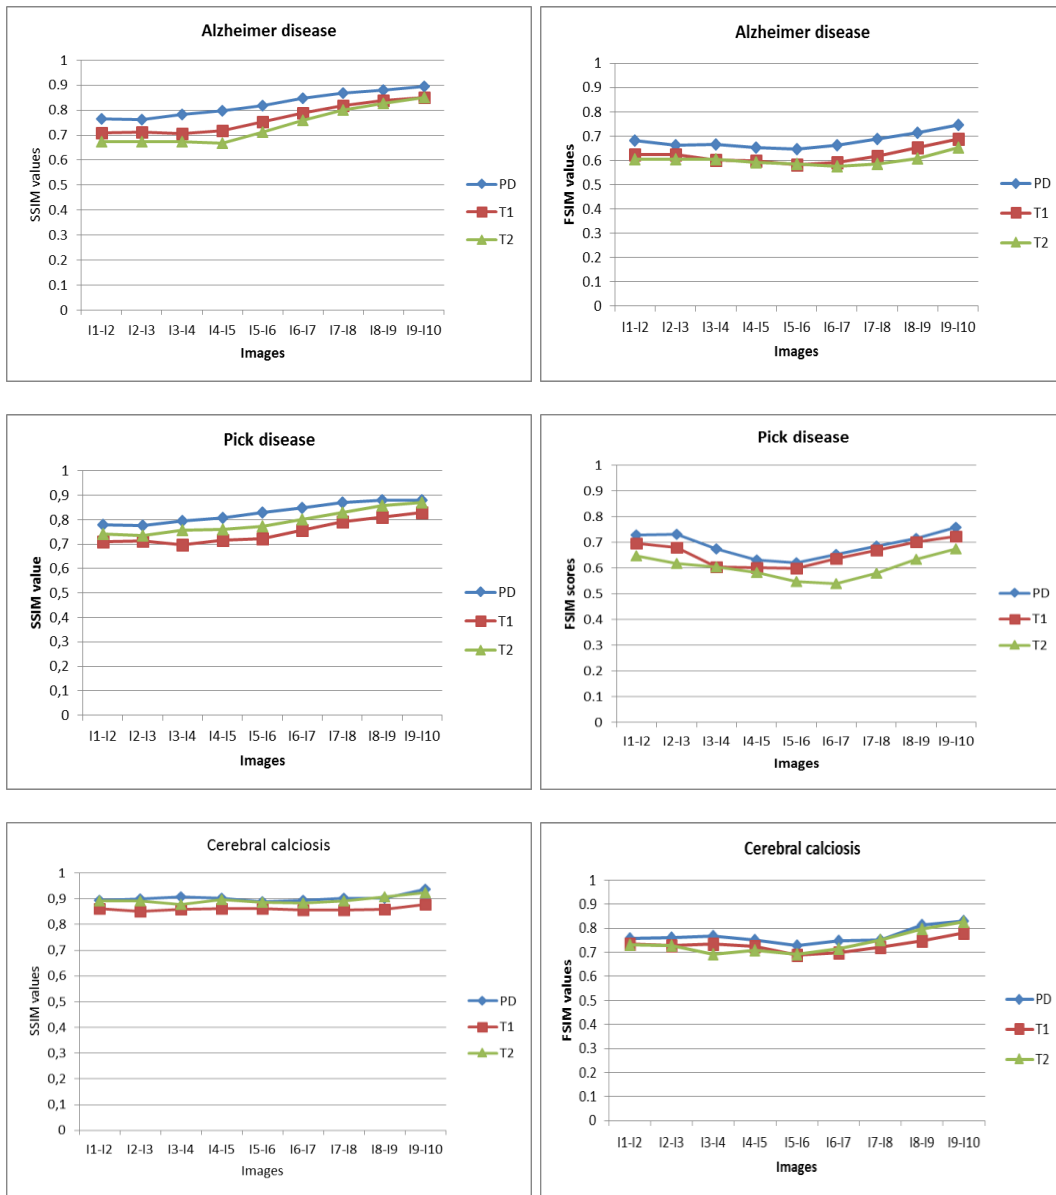 Alzheimer disease
1
0.9
0.8
0.7
0.6
0.5
0.4
0.3
0.2
0.1
0
SSIM values
I1-I2 I2-I3 I3-I4 I4-I5 I5-I6 I6-I7 I7-I8 I8-I9 I9-I10
Images
PD
T1
T2
Alzheimer disease
1
0.9
0.8
0.7
0.6
0.5
0.4
0.3
0.2
0.1
0
FSIM values
I1-I2 I2-I3 I3-I4 I4-I5 I5-I6 I6-I7 I7-I8 I8-I9 I9-I10
Images
PD
T1
T2
Pick disease
1
0,9
0,8
0,7
0,6
0,5
0,4
0,3
0,2
0,1
0
SSIM value
I1-I2 I2-I3 I3-I4 I4-I5 I5-I6 I6-I7 I7-I8 I8-I9 I9-I10
Images
PD
T1
T2
Pick disease
1
0.9
0.8
0.7
0.6
0.5
0.4
0.3
0.2
0.1
0
FSIM scores
I1-I2 I2-I3 I3-I4 I4-I5 I5-I6 I6-I7 I7-I8 I8-I9 I9-I10
Images
PD
T1
T2
Cerebral calciosis
1
0,9
0,8
0,7
0,6
0,5
0,4
0,3
0,2
0,1
0
SSIM values
I1-I2 I2-I3 I3-I4 I4-I5 I5-I6 I6-I7 I7-I8 I8-I9 I9-I10
Images
PD
T1
T2
Cerebral calciosis
1
0.9
0.8
0.7
0.6
0.5
0.4
0.3
0.2
0.1
0
FSIM values
I1-I2 I2-I3 I3-I4 I4-I5 I5-I6 I6-I7 I7-I8 I8-I9 I9-I10
Images
PD
T1
T2